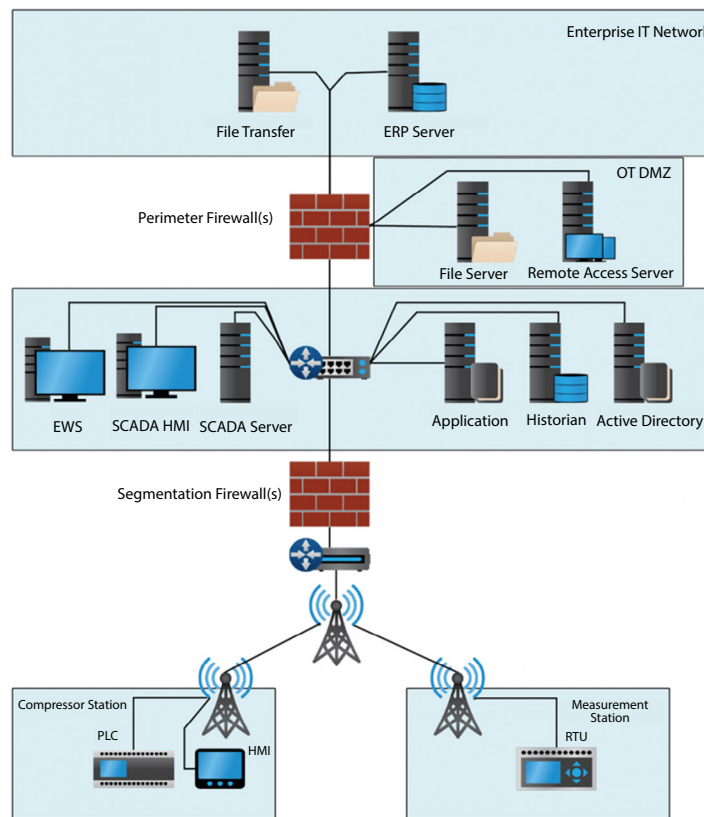 Enterprise IT Network
File Transfer
ERP Server
OT DMZ
Perimeter Firewall(s)
File Server
Remote Access Server
EWS
SCADA HMI
SCADA Server
Application
Historian
Active Directory
Segmentation Firewall(s)
Compressor Station
PLC
HMI
Measurement
Station
RTU